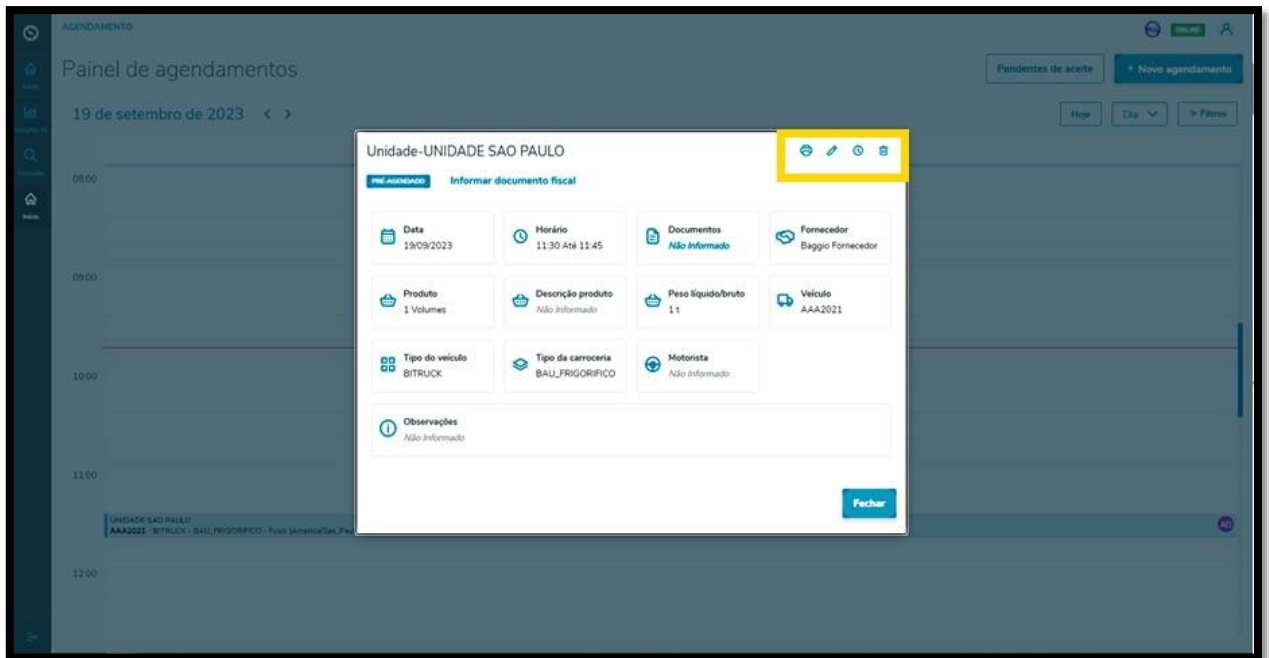 AGENDAMENTO
ONLINE
Painel de agendamentos
Pendentes de aceite
+ Novo agendamento
19 de setembro de 2023
Hoje
Dia
Filtros
Unidade-UNIDADE SAO PAULO
PRÉ-AGENDADO
Informar documento fiscal
Data
19/09/2023
Horário
11:30 Até 11:45
Documentos
Não Informado
Fornecedor
Baggio Fornecedor
Produto
1 Volumes
Descrição produto
Não Informado
Peso líquido/bruto
1 t
Veículo
AAA2021
Tipo do veículo
BITRUCK
Tipo da carroceria
BAU_FRIGORIFICO
Motorista
Não Informado
Observações
Não Informado
Fechar
08:00
09:00
10:00
11:00
12:00
UNIDADE SAO PAULO
AAA2021 - BITRUCK - BAU_FRIGORIFICO - Fuso
AD
Início